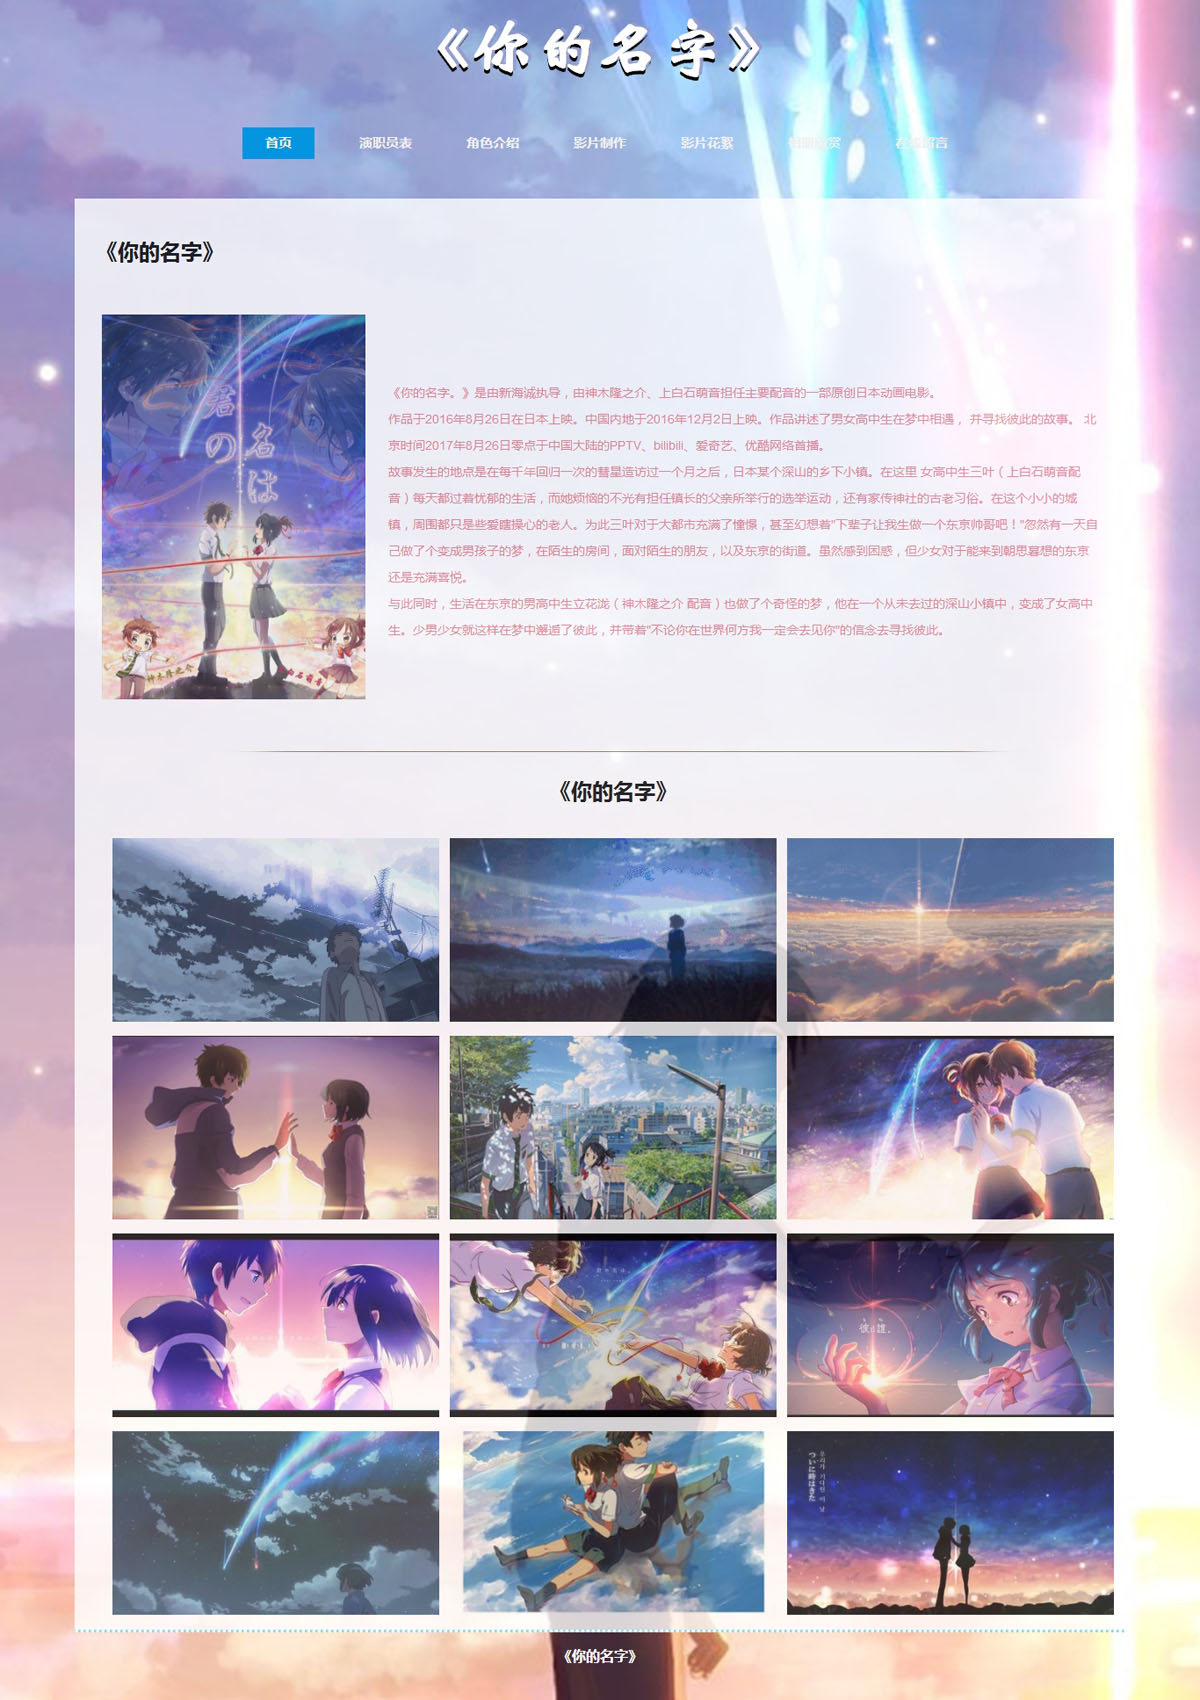 《你的名字》
首页 演职员表 角色介绍 影片制作 影片花絮
《你的名字》
君の名は
《你的名字。》是由新海诚执导，由神木隆之介、上白石萌音担任主要配音的一部原创日本动画电影。
作品于2016年8月26日在日本上映。中国内地于2016年12月2日上映。作品讲述了男女高中生在梦中相遇， 并寻找彼此的故事。 北
京时间2017年8月26日零点于中国大陆的PPTV、bilibili、爱奇艺、优酷网络首播。
故事发生的地点是在每千年回归一次的彗星造访过一个月之后，日本某个深山的乡下小镇。在这里 女高中生三叶（上白石萌音配
音）每天都过着忧郁的生活，而她烦恼的不光有担任镇长的父亲所举行的选举运动，还有家传神社的古老习俗。在这个小小的城
镇，周围都只是些爱瞎操心的老人。为此三叶对于大都市充满了憧憬，甚至幻想着"下辈子让我生做一个东京帅哥吧！"忽然有一天自
己做了个变成男孩子的梦，在陌生的房间，面对陌生的朋友，以及东京的街道。虽然感到困惑，但少女对于能来到朝思暮想的东京
还是充满喜悦。
与此同时，生活在东京的男高中生立花泷（神木隆之介 配音）也做了个奇怪的梦，他在一个从未去过的深山小镇中，变成了女高中
生。少男少女就这样在梦中邂逅了彼此，并带着"不论你在世界何方我一定会去见你"的信念去寻找彼此。
神木隆之介
《你的名字》
ついに時はきた
《你的名字》